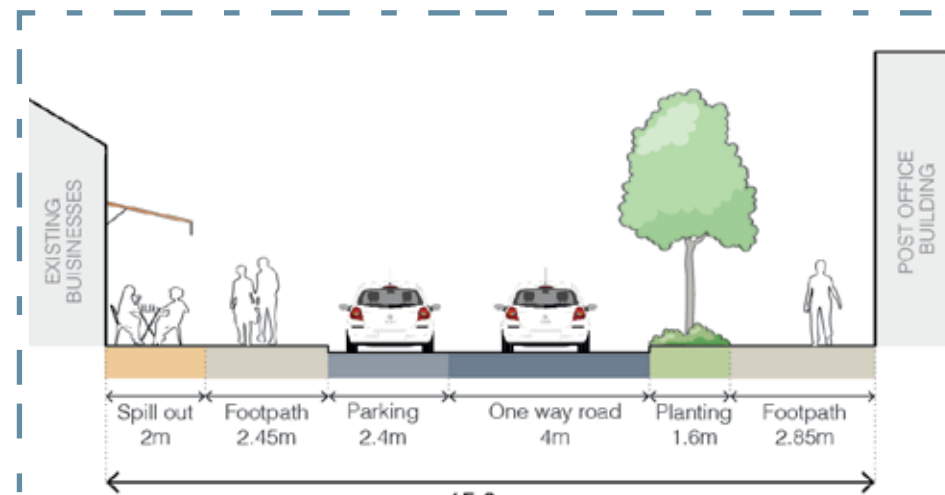 EXISTING
BUISINESSES
POST OFFICE
BUILDING
Spill out
2m
Footpath
2.45m
Parking
2.4m
One way road
4m
Planting
1.6m
Footpath
2.85m